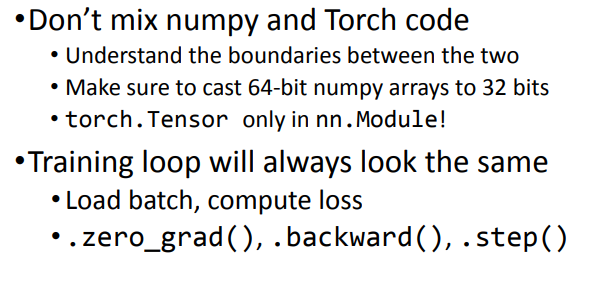 •Don’t mix numpy and Torch code
• Understand the boundaries between the two
• Make sure to cast 64-bit numpy arrays to 32 bits
• torch.Tensor only in nn.Module!
•Training loop will always look the same
• Load batch, compute loss
• .zero_grad(), .backward(), .step()